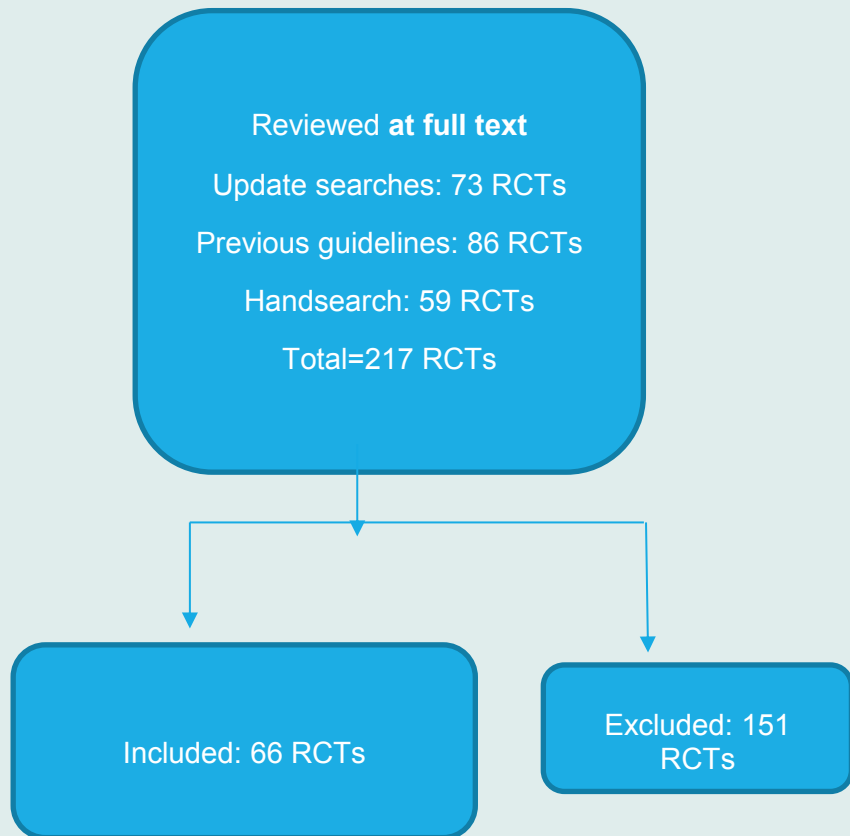 Reviewed at full text
Update searches: 73 RCTs
Previous guidelines: 86 RCTs
Handsearch: 59 RCTs
Total=217 RCTs
Included: 66 RCTs
Excluded: 151
RCTs